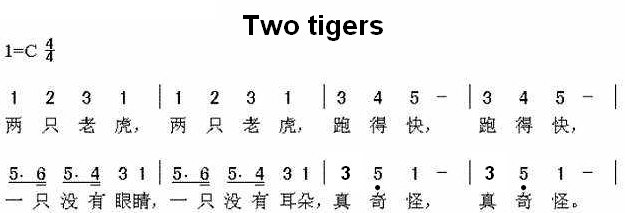 Two tigers
1=C 4/4
1 2 3 1 | 1 2 3 1 | 3 4 5 – | 3 4 5 – |
两 只 老 虎， 两 只 老 虎， 跑 得 快， 跑 得 快，
5· 6 5· 4 3 1 | 5· 6 5· 4 3 1 | 3 5̣ 1 – | 3 5̣ 1 – |
一 只 没 有 眼 睛，一 只 没 有 耳 朵，真 奇 怪， 真 奇 怪。